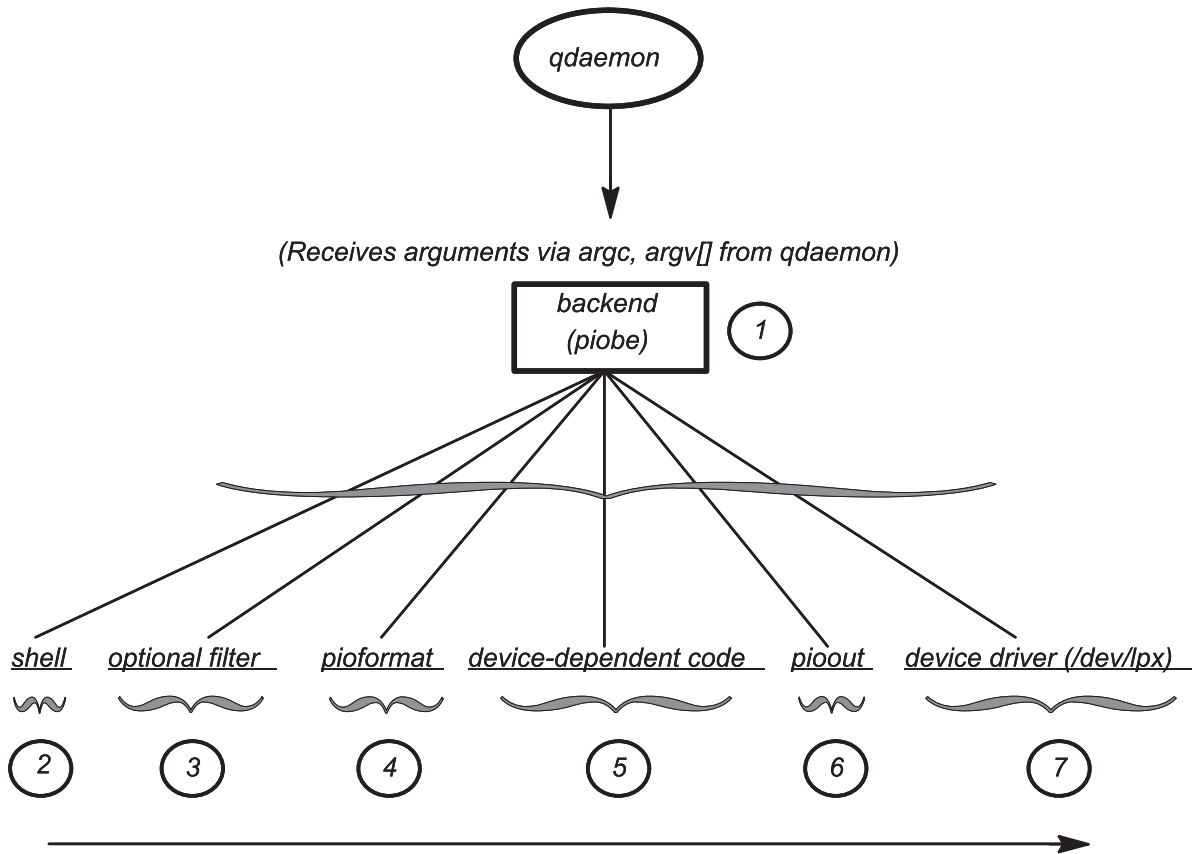 qdaemon
(Receives arguments via argc, argv[] from qdaemon)
backend
(piobe)
1
shell optional filter pioformat device-dependent code pioout device driver (/dev/lpx)
2 3 4 5 6 7